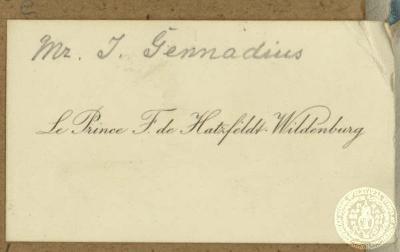 Mr. J. Gennadius
Le Prince F. de Hatzfeldt-Wildenburg